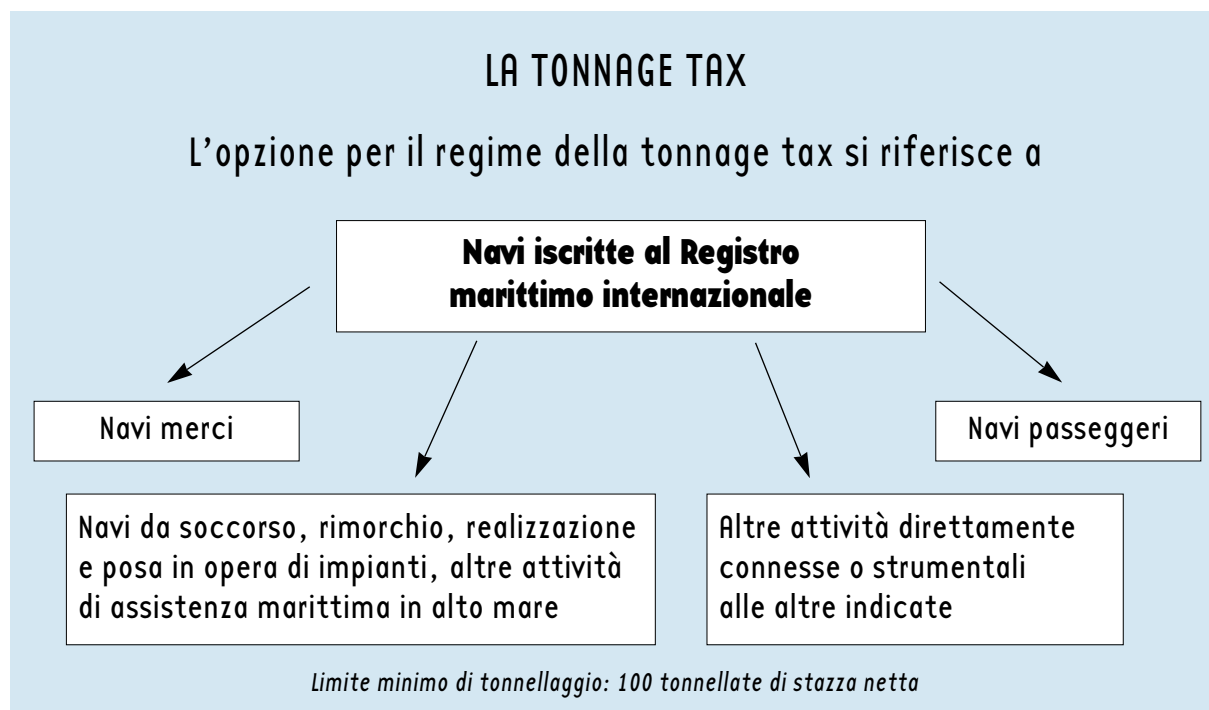 LA TONNAGE TAX
L'opzione per il regime della tonnage tax si riferisce a
Navi iscritte al Registro
marittimo internazionale
Navi merci
Navi passeggeri
Navi da soccorso, rimorchio, realizzazione
e posa in opera di impianti, altre attività
di assistenza marittima in alto mare
Altre attività direttamente
connesse o strumentali
alle altre indicate
Limite minimo di tonnellaggio: 100 tonnellate di stazza netta